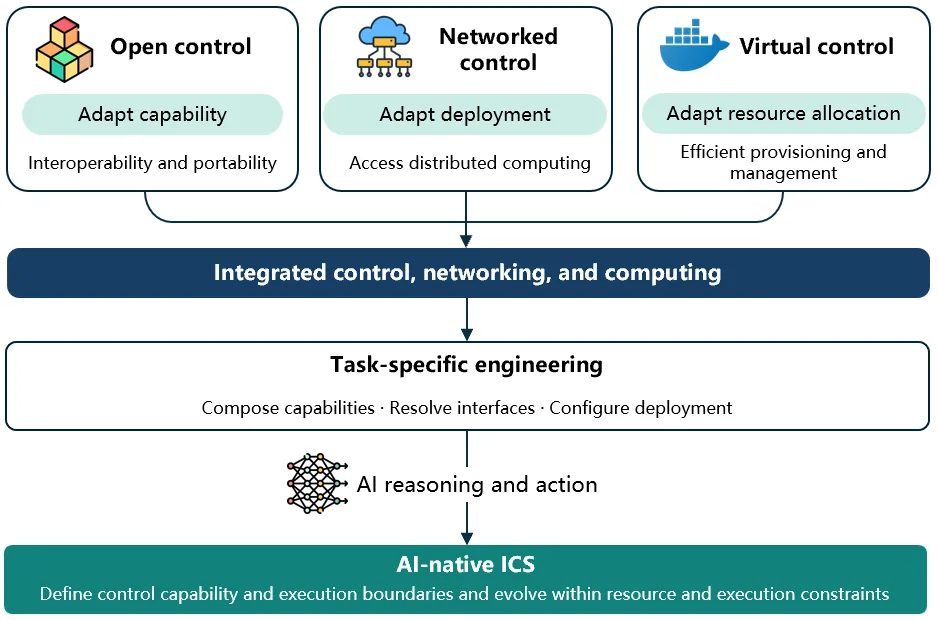 Open control
Adapt capability
Interoperability and portability
Networked
control
Adapt deployment
Access distributed computing
Virtual control
Adapt resource allocation
Efficient provisioning and
management
Integrated control, networking, and computing
Task-specific engineering
Compose capabilities · Resolve interfaces · Configure deployment
AI reasoning and action
AI-native ICS
Define control capability and execution boundaries and evolve within resource and execution constraints